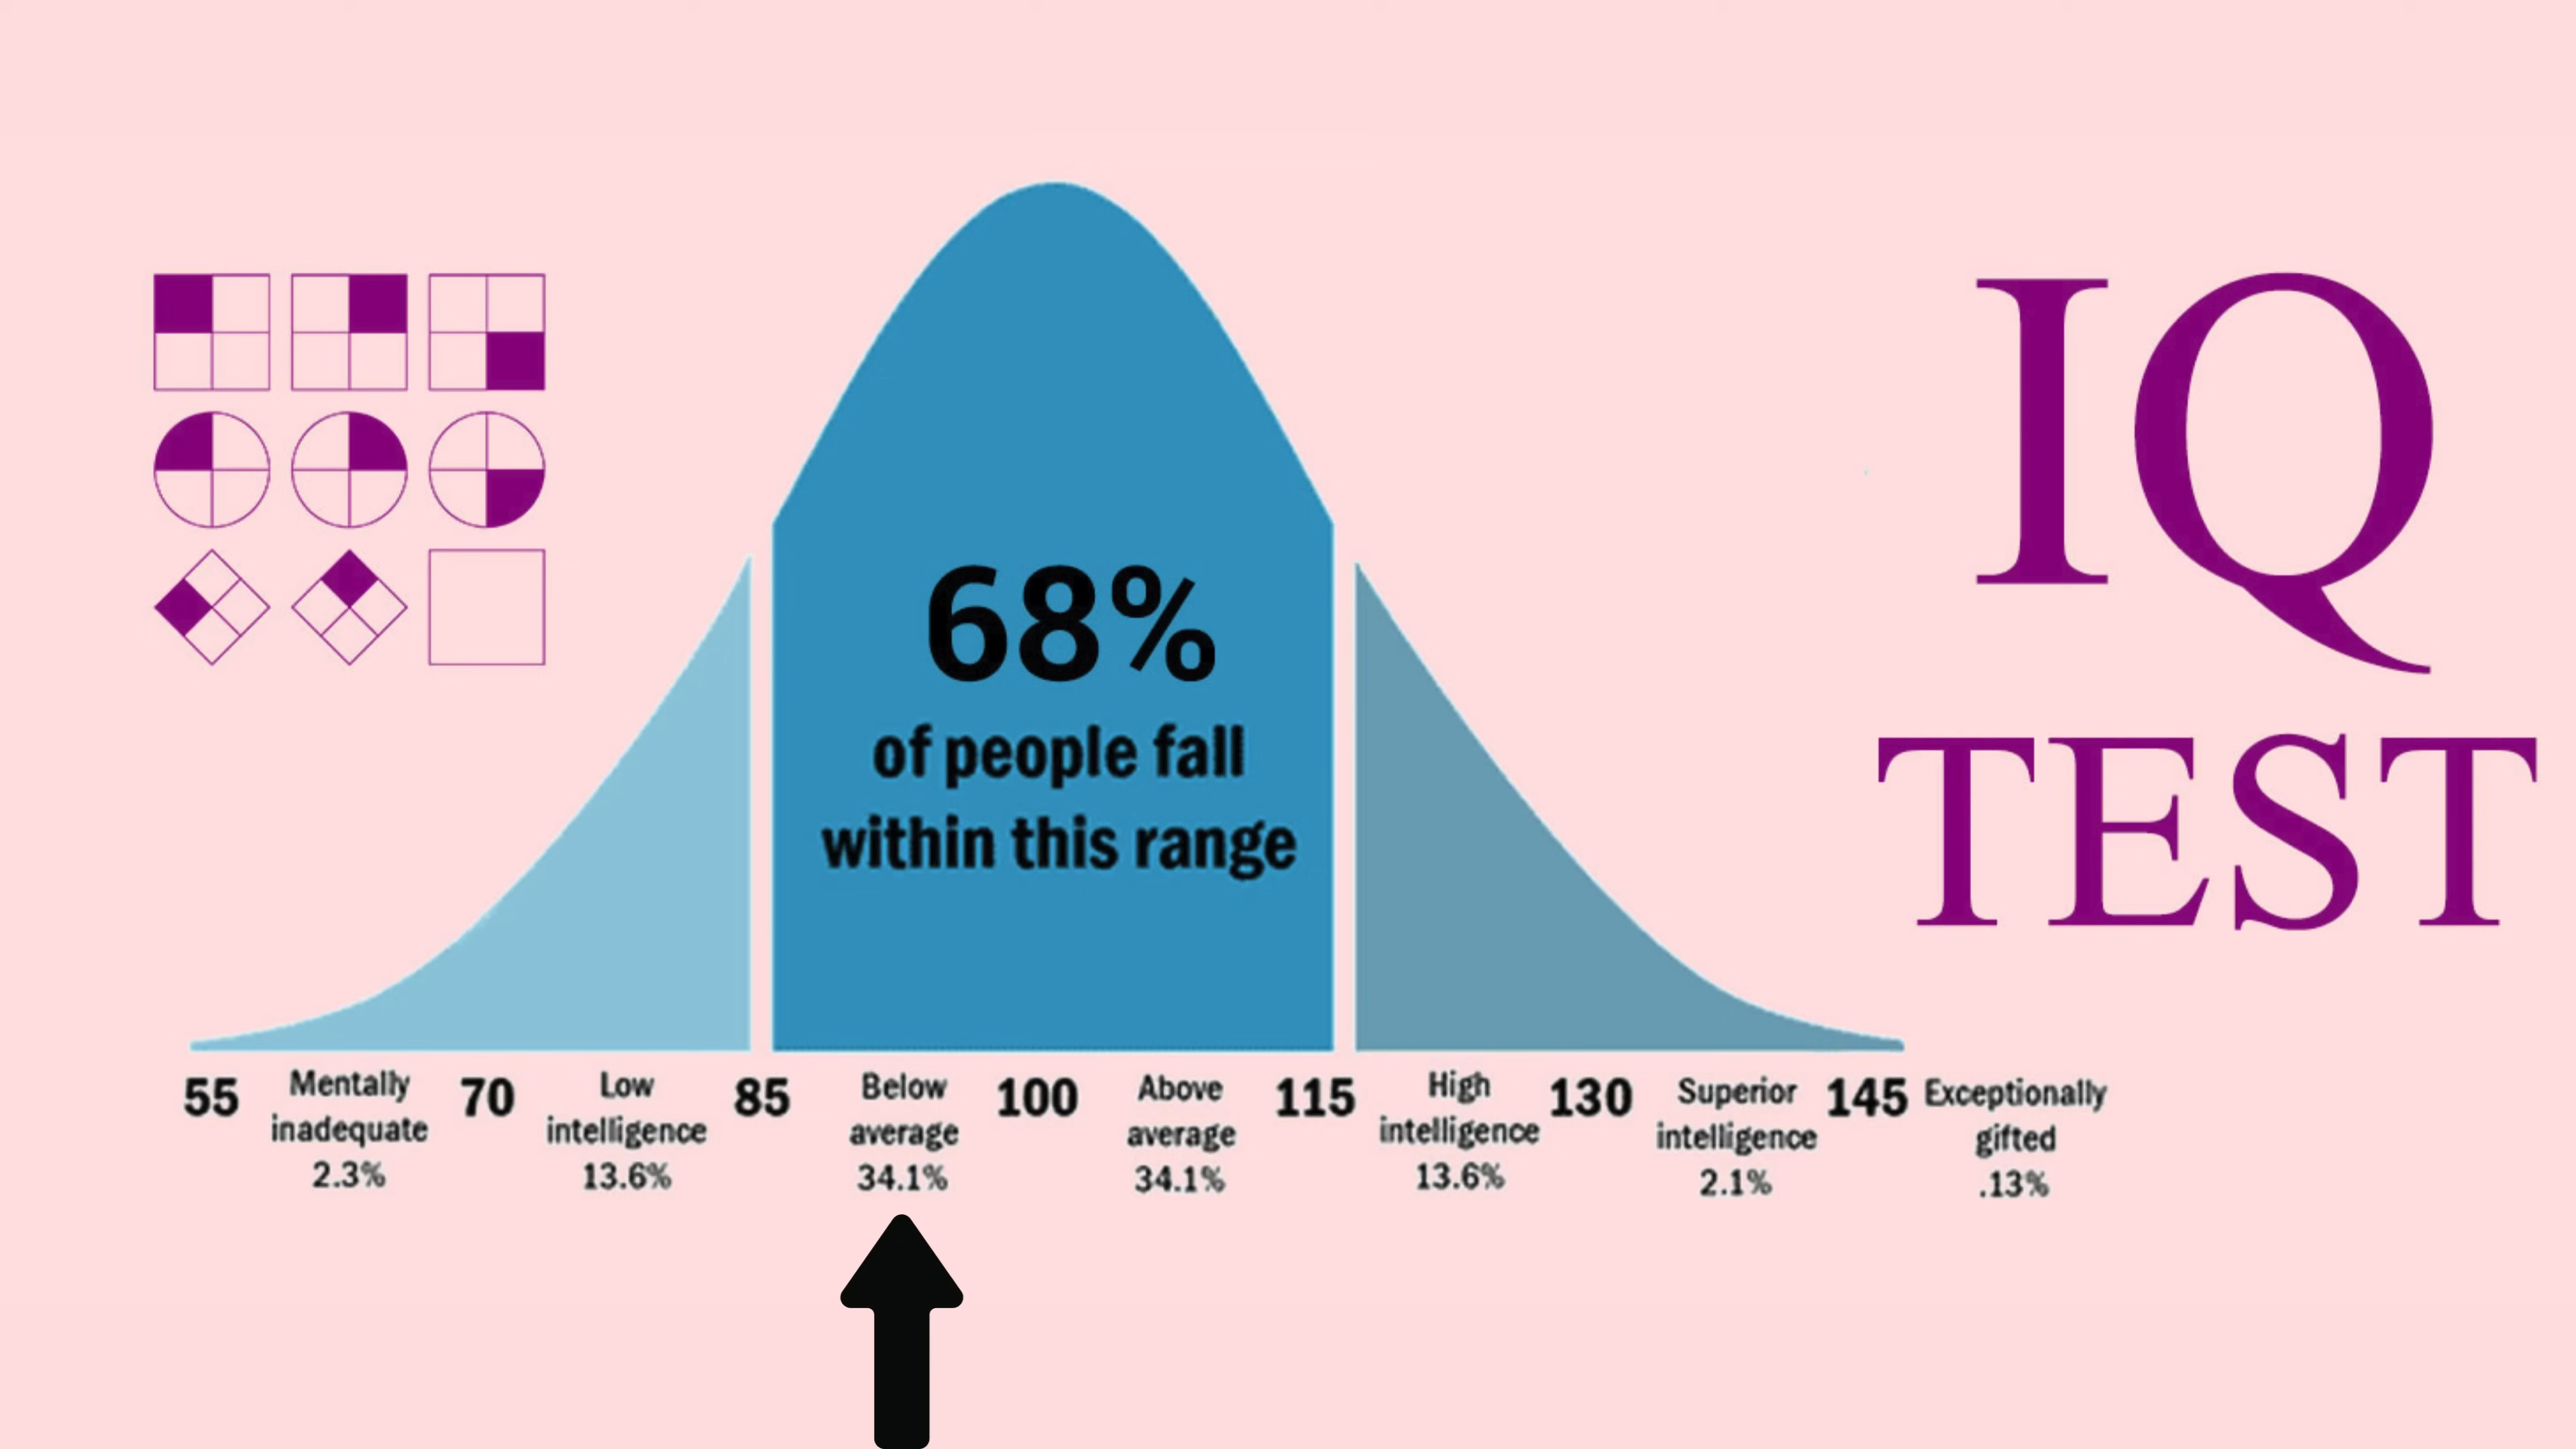 IQ
TEST
68%
of people fall
within this range
55
Mentally
inadequate
2.3%
70
Low
intelligence
13.6%
85
Below
average
34.1%
100
Above
average
34.1%
115
High
intelligence
13.6%
130
Superior
intelligence
2.1%
145
Exceptionally
gifted
.13%